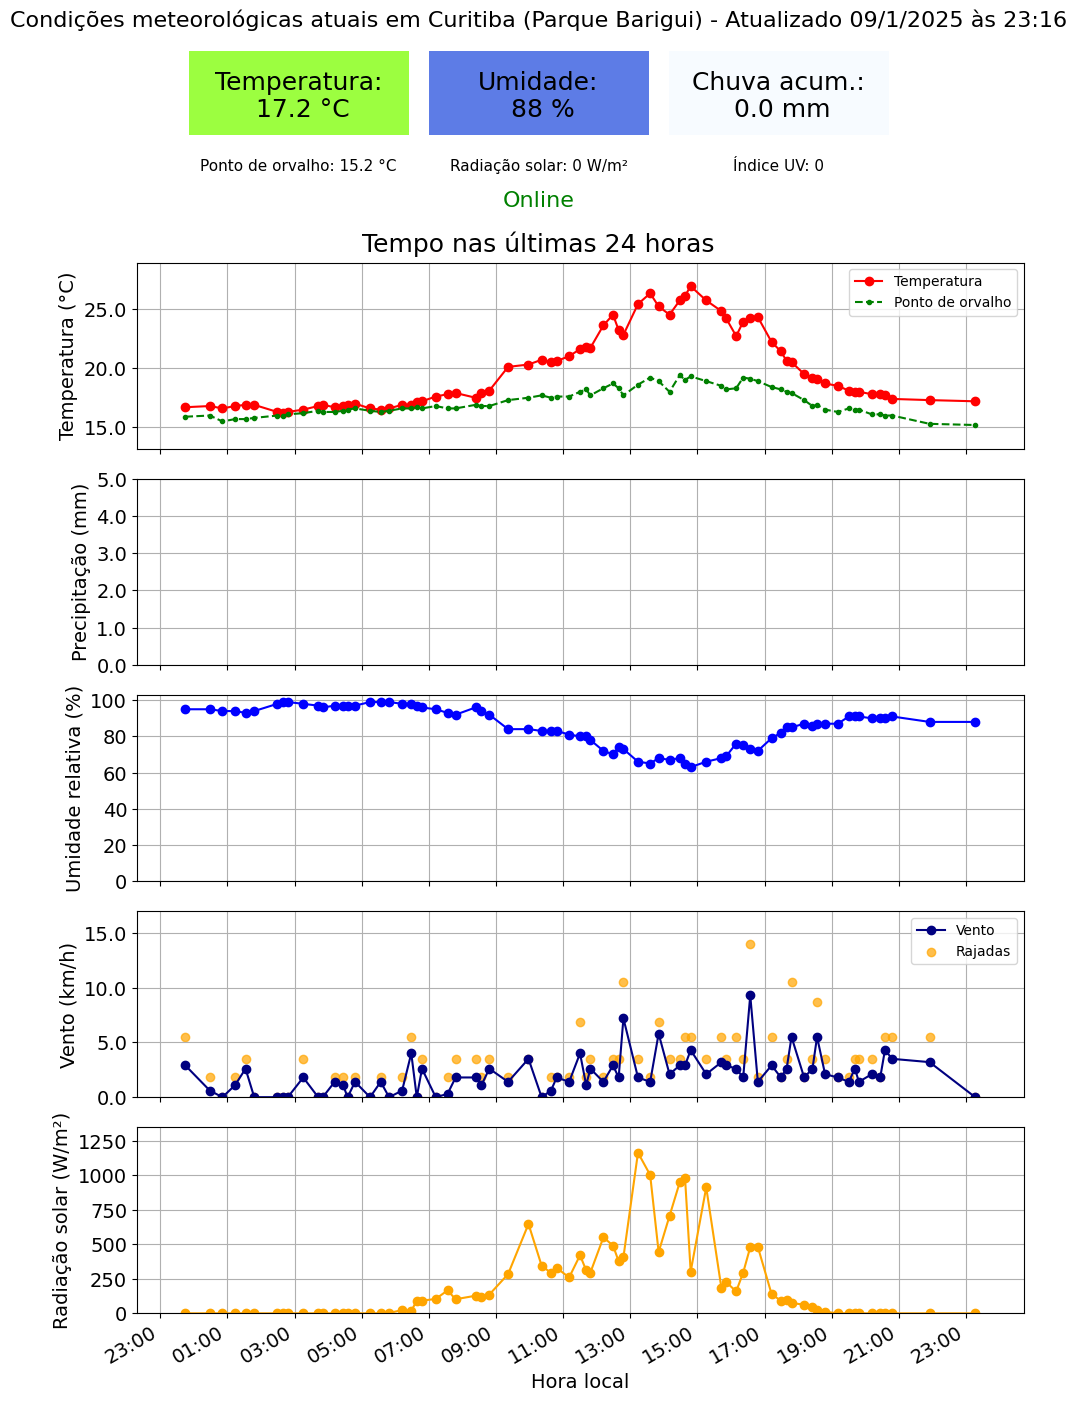 Condições meteorológicas atuais em Curitiba (Parque Barigui) - Atualizado 09/1/2025 às 23:16
Temperatura:
17.2 °C
Umidade:
88 %
Chuva acum.:
0.0 mm
Ponto de orvalho: 15.2 °C
Radiação solar: 0 W/m²
Índice UV: 0
Online
Tempo nas últimas 24 horas
Temperatura (°C)
25.0
20.0
15.0
Temperatura
Ponto de orvalho
Precipitação (mm)
5.0
4.0
3.0
2.0
1.0
0.0
Umidade relativa (%)
100
80
60
40
20
0
Vento (km/h)
15.0
10.0
5.0
0.0
Vento
Rajadas
Radiação solar (W/m²)
1250
1000
750
500
250
0
23:00
01:00
03:00
05:00
07:00
09:00
11:00
13:00
15:00
17:00
19:00
21:00
23:00
Hora local